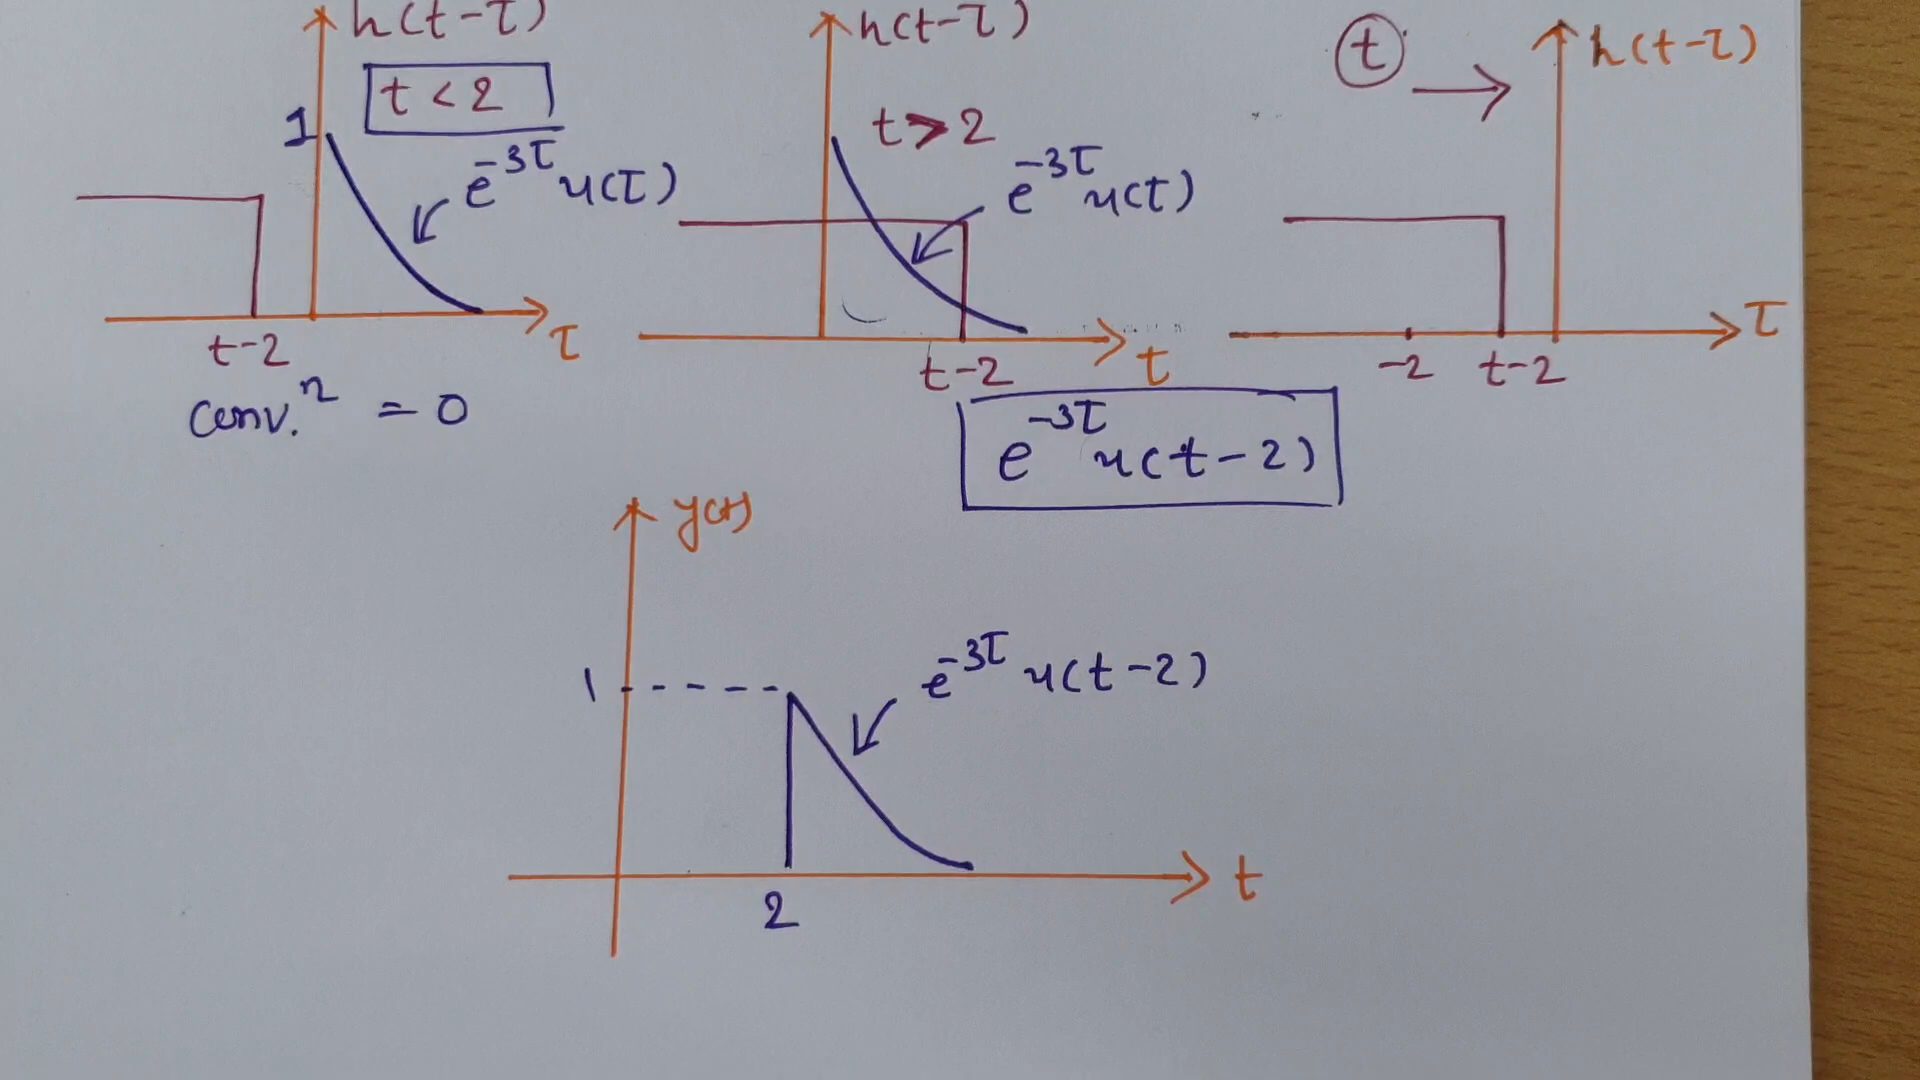 h(t-τ)
t < 2
1
e^{-3τ} u(τ)
t-2
τ
conv.^n = 0
h(t-τ)
t > 2
e^{-3τ} u(τ)
t-2
t
e^{-3τ} u(t-2)
t
h(t-τ)
-2
t-2
τ
y(t)
1
e^{-3τ} u(t-2)
2
t